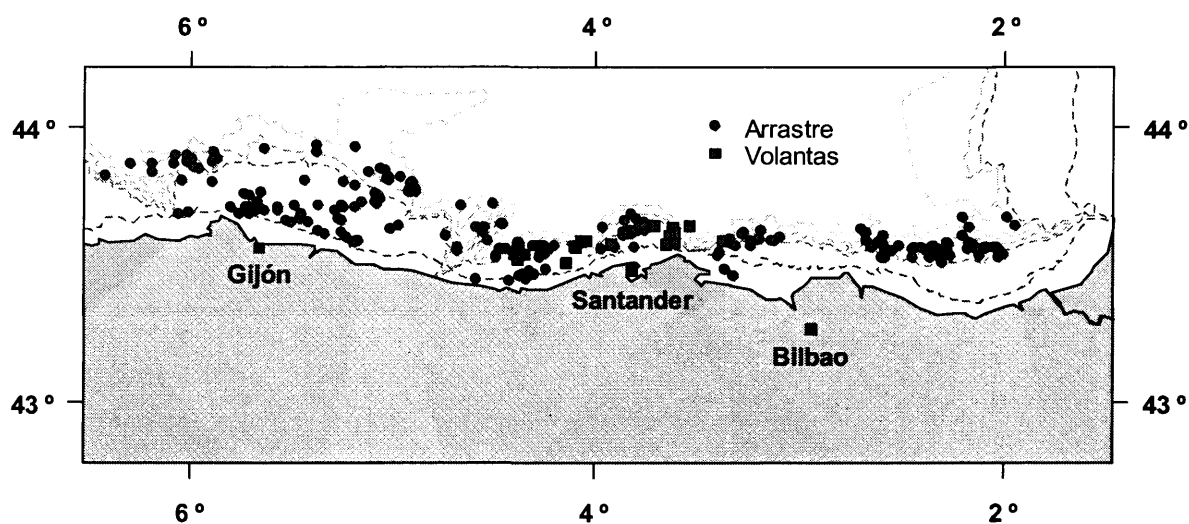 6 º 4 º 2 º
44 º 44 º
Arrastre
Volantas
Gijón
Santander
Bilbao
43 º 43 º
6 º 4 º 2 º